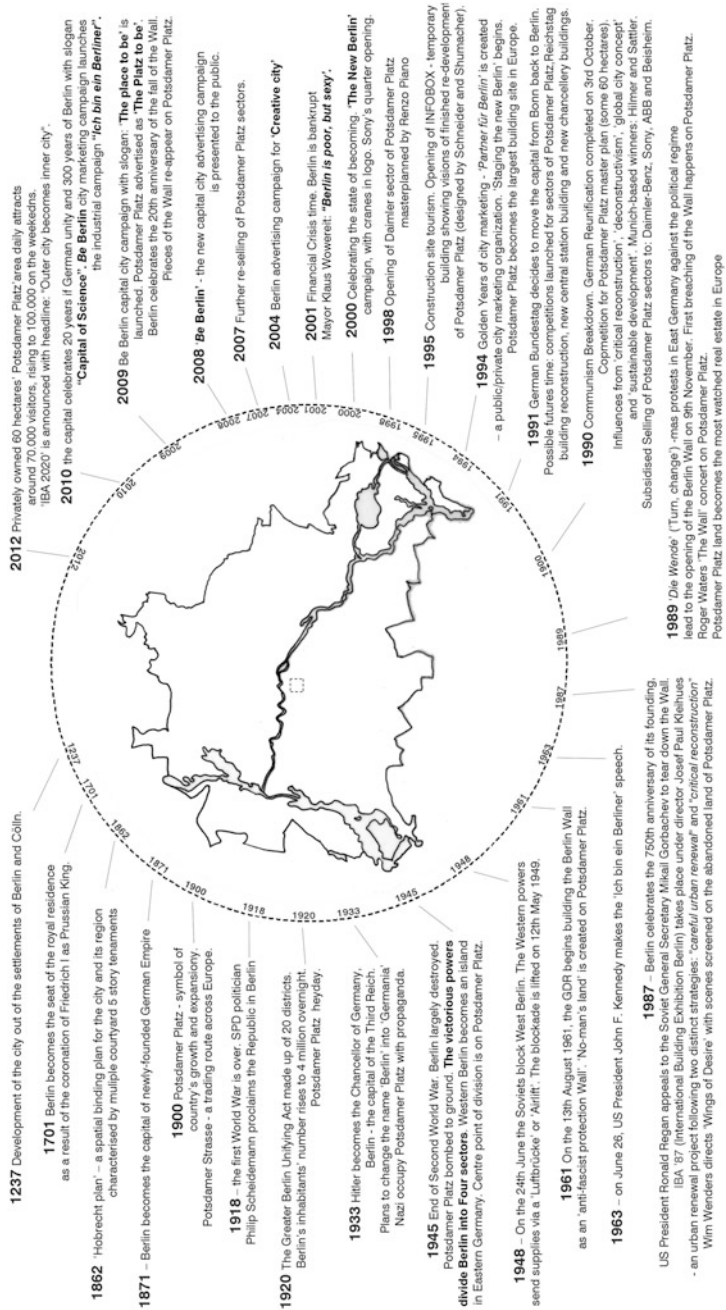 1237 Development of the city out of the settlements of Berlin and Cölln.
1701 Berlin becomes the seat of the royal residence
as a result of the coronation of Friedrich I as Prussian King.
1862 'Hobrecht plan' – a spatial binding plan for the city and its region
characterised by muliple courtyard 5 story tenaments
1871 – Berlin becomes the capital of newly-founded German Empire
1900 Potsdamer Platz - symbol of
country's growth and expansiony.
Potsdamer Strasse - a trading route across Europe.
1918 – the first World War is over. SPD politician
Philip Scheidemann proclaims the Republic in Berlin
1920 The Greater Berlin Unifying Act made up of 20 districts.
Berlin's inhabitants' number rises to 4 million overnight.
Potsdamer Platz heyday.
1933 Hitler becomes the Chancellor of Germany,
Berlin - the capital of the Third Reich.
Plans to change the name 'Berlin' into 'Germania'
Nazi occupy Potsdamer Platz with propaganda.
1945 End of Second World War. Berlin largely destroyed.
Potsdamer Platz bombed to ground. The victorious powers
divide Berlin into Four sectors. Western Berlin becomes an island
in Eastern Germany. Centre point of division is on Potsdamer Platz.
1948 – On the 24th June the Soviets block West Berlin. The Western powers
send supplies via a 'Luftbrücke' or 'Airlift'. The blockade is lifted on 12th May 1949.
1961 On the 13th August 1961, the GDR begins building the Berlin Wall
as an 'anti-fascist protection Wall'. 'No-man's land' is created on Potsdamer Platz.
1963 – on June 26, US President John F. Kennedy makes the 'Ich bin ein Berliner' speech.
1987 – Berlin celebrates the 750th anniversary of its founding,
US President Ronald Regan appeals to the Soviet General Secretary Mikail Gorbachev to tear down the Wall.
IBA '87 (International Building Exhibition Berlin) takes place under director Josef Paul Kleihues
- an urban renewal project following two distinct strategies: "careful urban renewal" and "critical reconstruction"
Wim Wenders directs 'Wings of Desire' with scenes screened on the abandoned land of Potsdamer Platz.
1237
1701
1862
1871
1900
1918
1920
1933
1945
1948
1961
1963
1987
1989
1900
1991
1994
1995
1998
2000
2001
2004
2007
2008
2009
2010
2012
2012 Privately owned 60 hectares' Potsdamer Platz' area daily attracts
around 70.000 visitors, rising to 100.000 on the weekedns.
'IBA 2020' is announced with headline: "Outer city becomes inner city".
2010 the capital celebrates 20 years if German unity and 300 years of Berlin with slogan
"Capital of Science". Be Berlin city marketing campaign launches
the industrial campaign "Ich bin ein Berliner".
2009 Be Berlin capital city campaign with slogan: 'The place to be' is
launched. Potsdamer Platz advertised as 'The Platz to be'.
Berlin celebrates the 20th anniversary of the fall of the Wall.
Pieces of the Wall re-appear on Potsdamer Platz.
2008 'Be Berlin' - the new capital city advertising campaign
is presented to the public.
2007 Further re-selling of Potsdamer Platz sectors.
2004 Berlin advertising campaign for 'Creative city'
2001 Financial Crisis time. Berlin is bankrupt
Mayor Klaus Wowereit: "Berlin is poor, but sexy'.
2000 Celebrating the state of becoming. 'The New Berlin'
campaign, with cranes in logo. Sony's quarter opening.
1998 Opening of Daimler sector of Potsdamer Platz
masterplanned by Renzo Piano
1995 Construction site tourism. Opening of INFOBOX - temporary
building showing visions of finished re-development
of Potsdamer Platz (designed by Schneider and Shumacher).
1994 Golden Years of city marketing - 'Partner für Berlin' is created
– a public/private city marketing organization. 'Staging the new Berlin' begins.
Potsdamer Platz becomes the largest building site in Europe.
1991 German Bundestag decides to move the capital from Bonn back to Berlin.
Possible futures time: competitions launched for sectors of Potsdamer Platz,Reichstag
building reconstruction, new central station building and new chancellery buildings.
1990 Communism Breakdown. German Reunification completed on 3rd October.
Copmetition for Potsdamer Platz master plan (some 60 hectares).
Influences from 'critical reconstruction', 'deconstructivism', 'global city concept'
and 'sustainable development'. Munich-based winners: Hilmer and Sattler.
Subsidised Selling of Potsdamer Platz sectors to: Daimler-Benz, Sony, ABB and Beisheim.
1989 'Die Wende' ('Turn, change') -mas protests in East Germany against the political regime
lead to the opening of the Berlin Wall on 9th November. First breaching of the Wall happens on Potsdamer Platz.
Roger Waters 'The Wall' concert on Potsdamer Platz.
Potsdamer Platz land becomes the most watched real estate in Europe